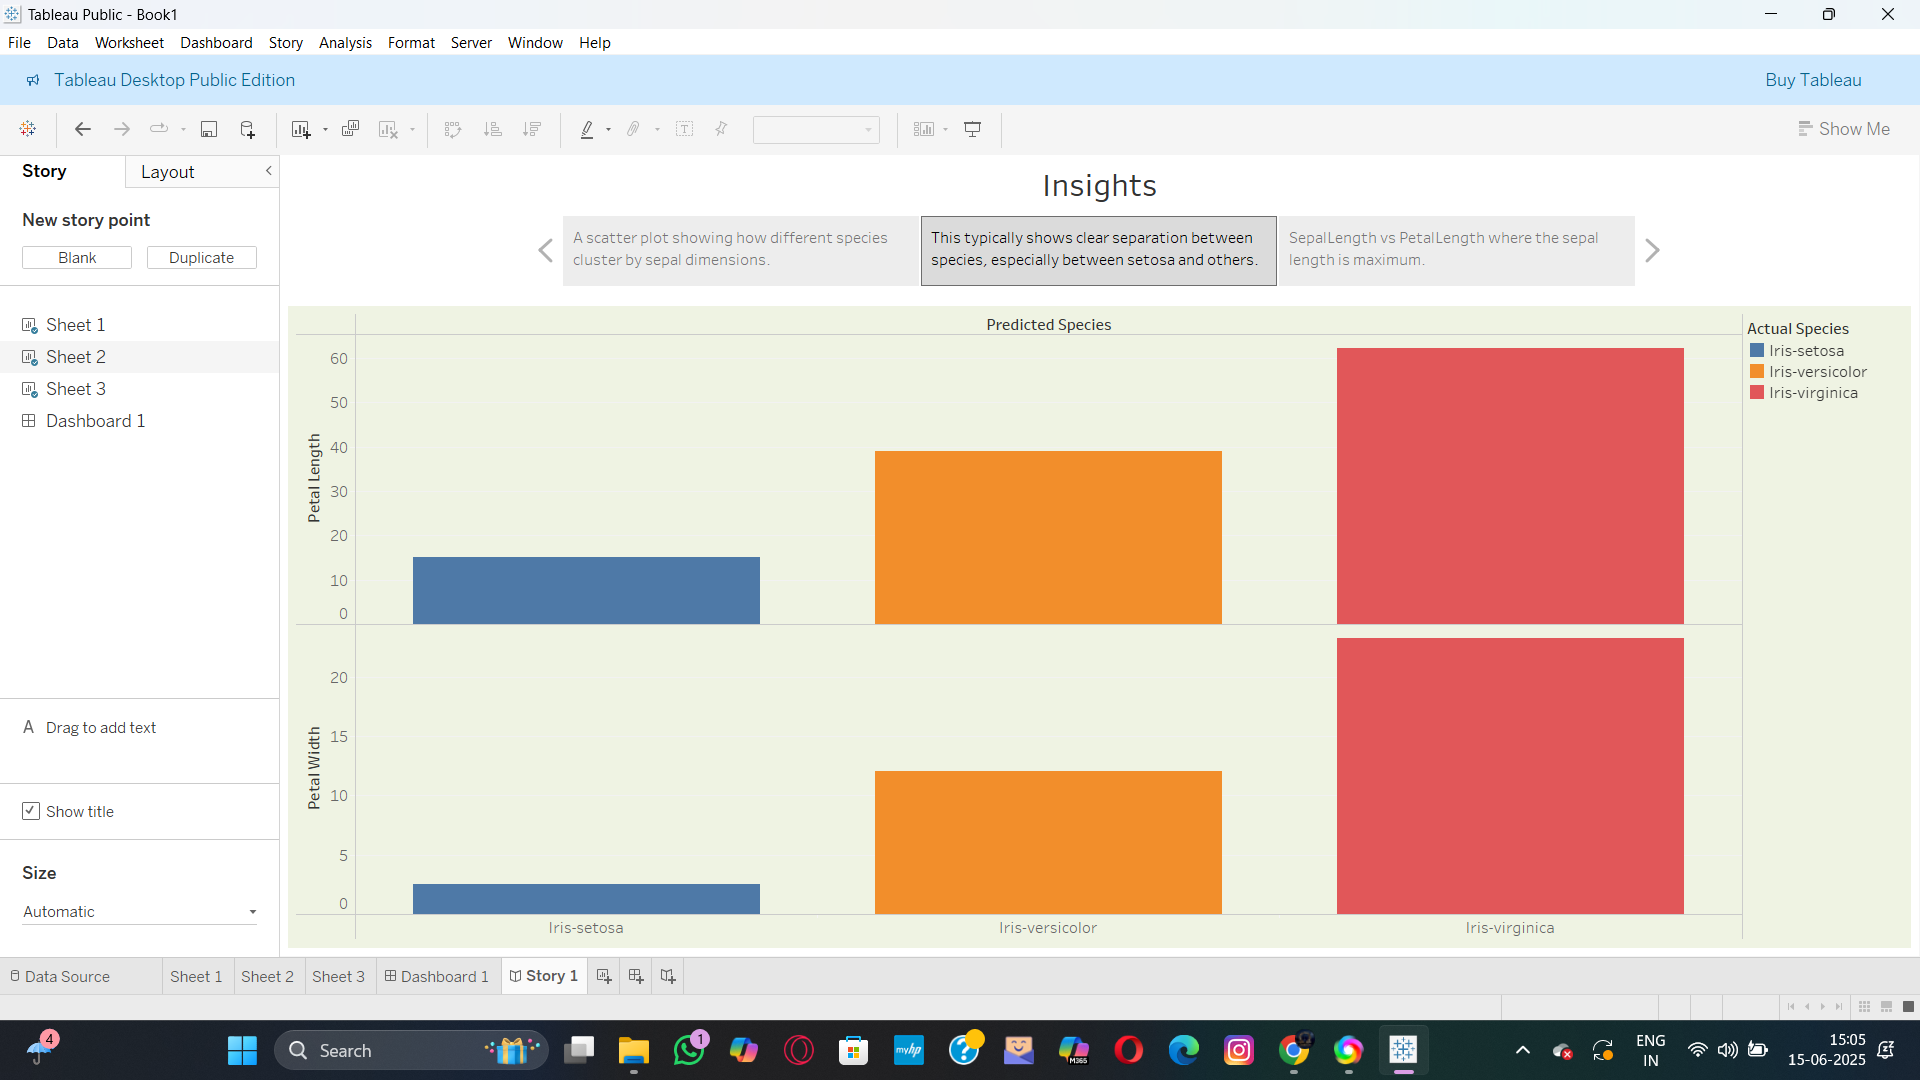 Tableau Public - Book1
File Data Worksheet Dashboard Story Analysis Format Server Window Help
Tableau Desktop Public Edition
Buy Tableau
Show Me
Story
Layout
New story point
Blank
Duplicate
Sheet 1
Sheet 2
Sheet 3
Dashboard 1
A Drag to add text
Show title
Size
Automatic
Insights
A scatter plot showing how different species
cluster by sepal dimensions.
This typically shows clear separation between
species, especially between setosa and others.
SepalLength vs PetalLength where the sepal
length is maximum.
Predicted Species
Petal Length
60
50
40
30
20
10
0
Petal Width
20
15
10
5
0
Iris-setosa
Iris-versicolor
Iris-virginica
Actual Species
Iris-setosa
Iris-versicolor
Iris-virginica
Data Source
Sheet 1
Sheet 2
Sheet 3
Dashboard 1
Story 1
4
Search
1
myhp
M365
ENG
IN
15:05
15-06-2025